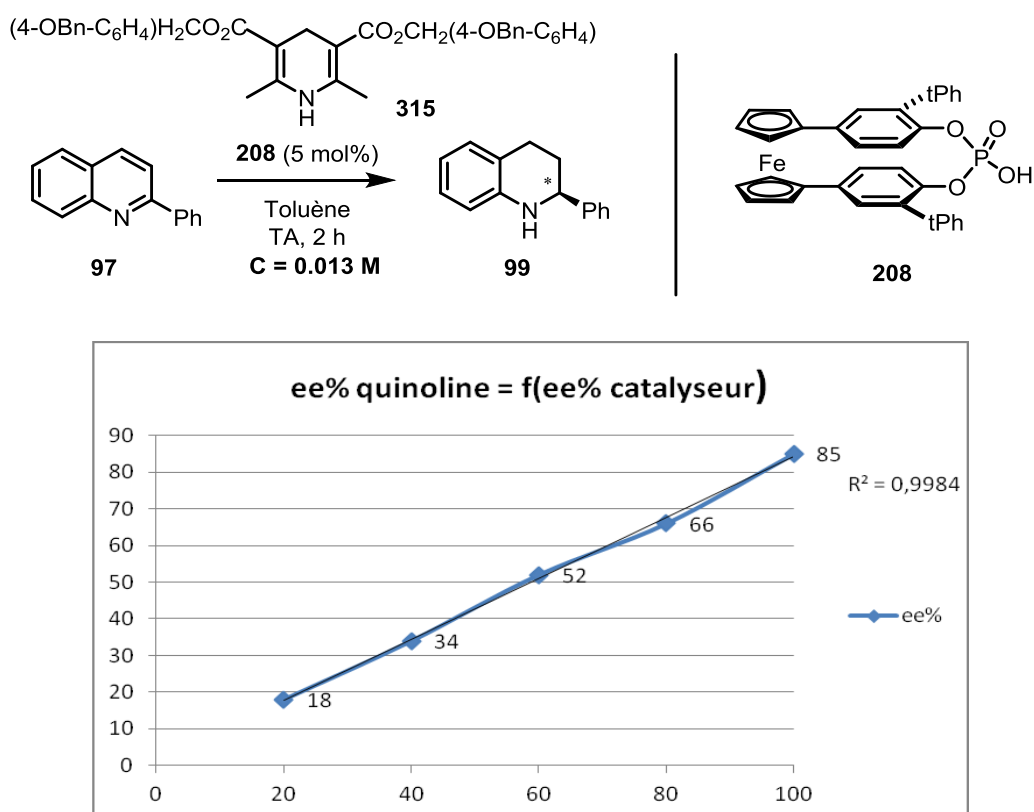 (4-OBn-C6H4)H2CO2C CO2CH2(4-OBn-C6H4)
N
H
315
208 (5 mol%)
Toluène
TA, 2 h
C = 0.013 M
N
Ph
97
*
N
H
Ph
99
tPh
O
O
P
Fe
OH
O
tPh
208
ee% quinoline = f(ee% catalyseur)
90
80
70
60
50
40
30
20
10
0
85
66
52
34
18
R² = 0,9984
ee%
0 20 40 60 80 100